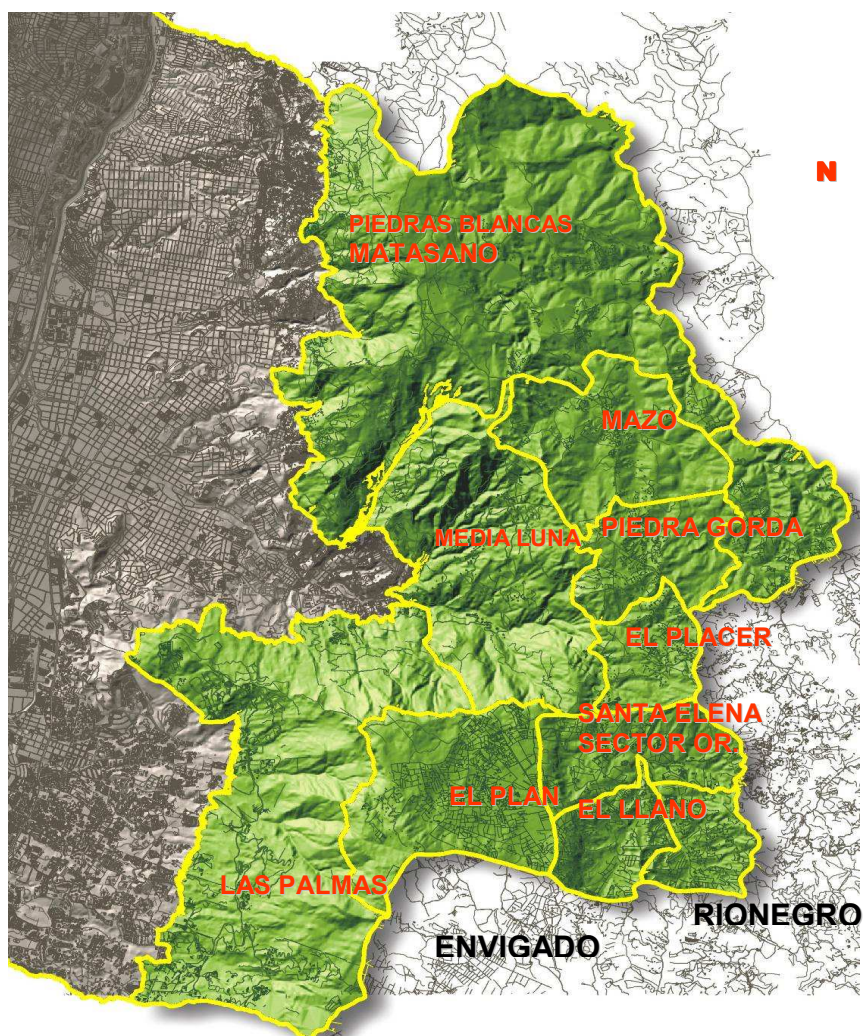 N
PIEDRAS BLANCAS
MATASANO
MAZO
MEDIA LUNA
PIEDRA GORDA
EL PLACER
SANTA ELENA
SECTOR OR.
EL PLAN
EL LLANO
LAS PALMAS
RIONEGRO
ENVIGADO